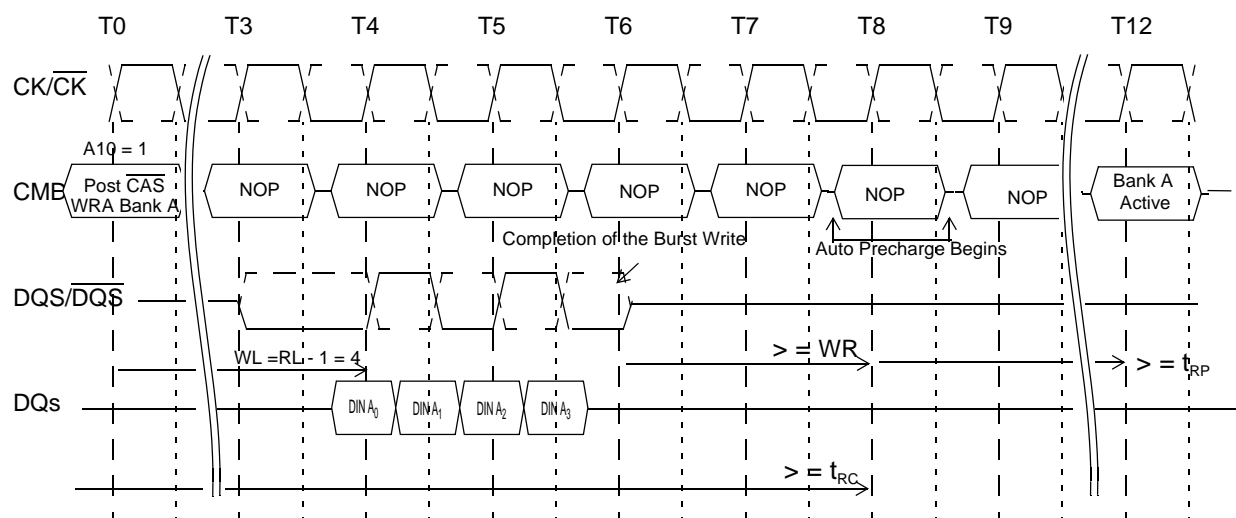 T0 T3 T4 T5 T6 T7 T8 T9 T12
CK/CK
A10 = 1
CMD
Post CAS
WRA Bank A
NOP NOP NOP NOP NOP NOP NOP
Bank A
Active
Completion of the Burst Write
Auto Precharge Begins
DQS/DQS
WL =RL - 1 = 4
> = WR
> = tRP
DQs
DIN A0 DIN A1 DIN A2 DIN A3
> = tRC